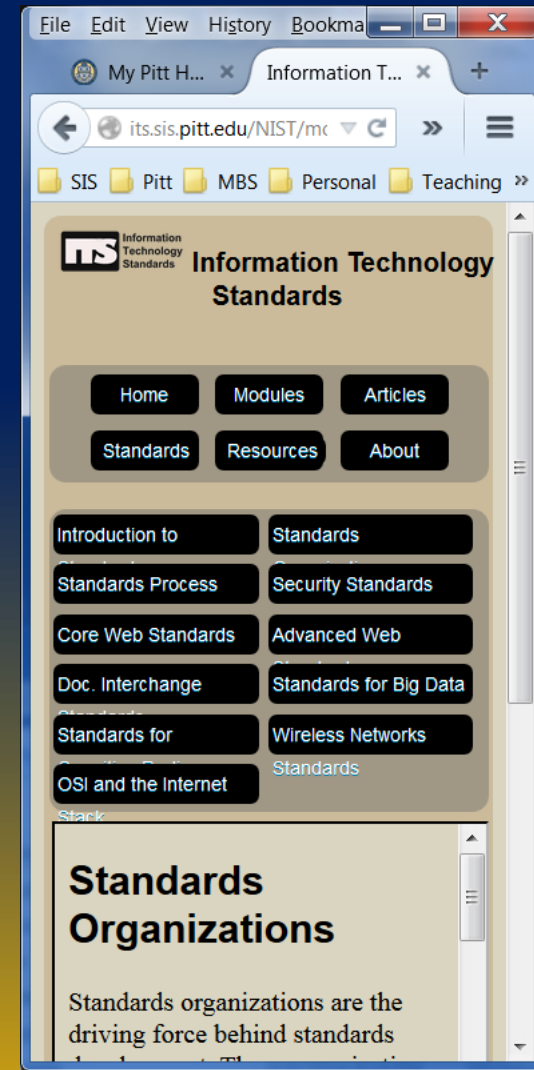 File Edit View History Bookma
My Pitt H... Information T...
its.sis.pitt.edu/NIST/mc
SIS Pitt MBS Personal Teaching »
ITS Information Technology Standards
Information Technology
Standards
Home Modules Articles
Standards Resources About
Introduction to Standards
Standards Process Security Standards
Core Web Standards Advanced Web
Doc. Interchange Standards for Big Data
Standards for Wireless Networks
Standards
OSI and the Internet
Stack
Standards
Organizations
Standards organizations are the
driving force behind standards